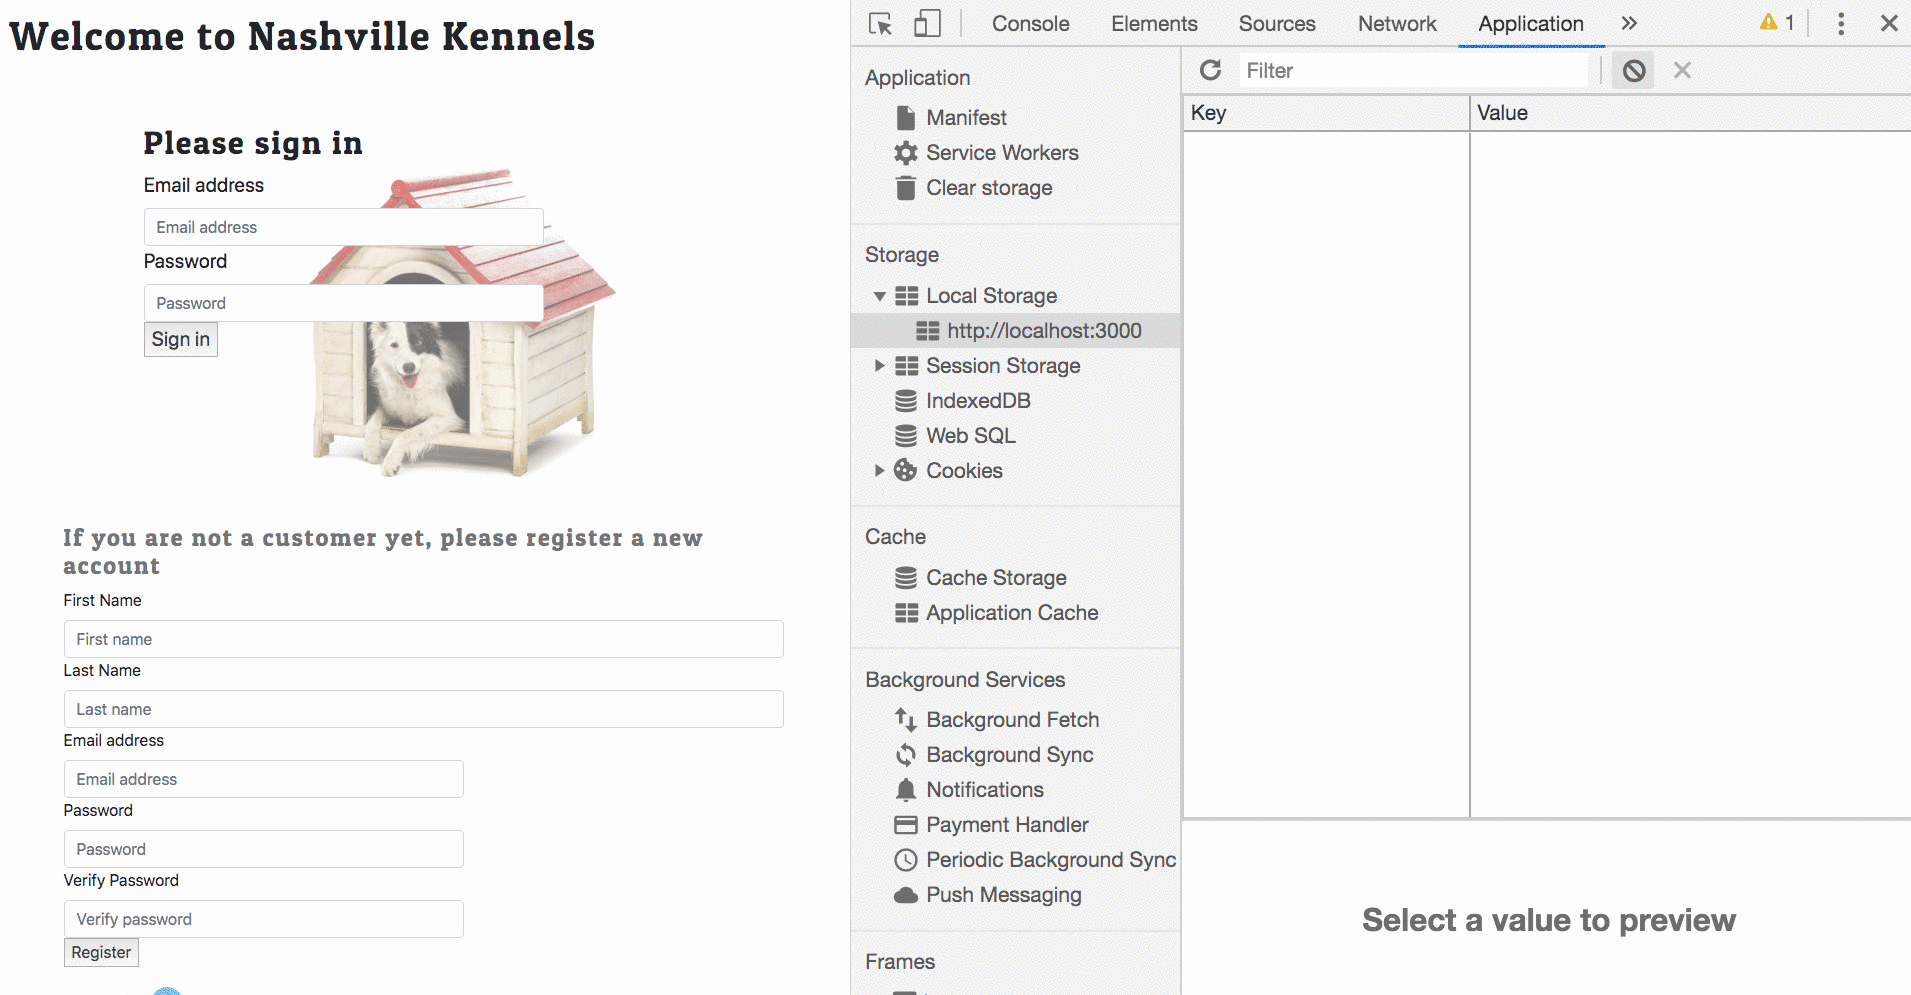 Welcome to Nashville Kennels
Please sign in
Email address
Email address
Password
Password
Sign in
If you are not a customer yet, please register a new
account
First Name
First name
Last Name
Last name
Email address
Email address
Password
Password
Verify Password
Verify password
Register
Console Elements Sources Network Application » 1
Application
Manifest
Service Workers
Clear storage
Storage
Local Storage
http://localhost:3000
Session Storage
IndexedDB
Web SQL
Cookies
Cache
Cache Storage
Application Cache
Background Services
Background Fetch
Background Sync
Notifications
Payment Handler
Periodic Background Sync
Push Messaging
Frames
Filter
Key Value
Select a value to preview